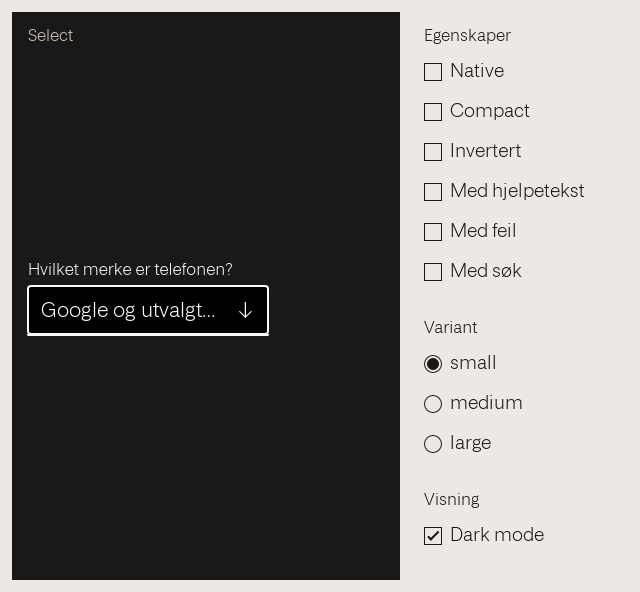 Select
Hvilket merke er telefonen?
Google og utvalgt...
Egenskaper
Native
Compact
Invertert
Med hjelpetekst
Med feil
Med søk
Variant
small
medium
large
Visning
Dark mode